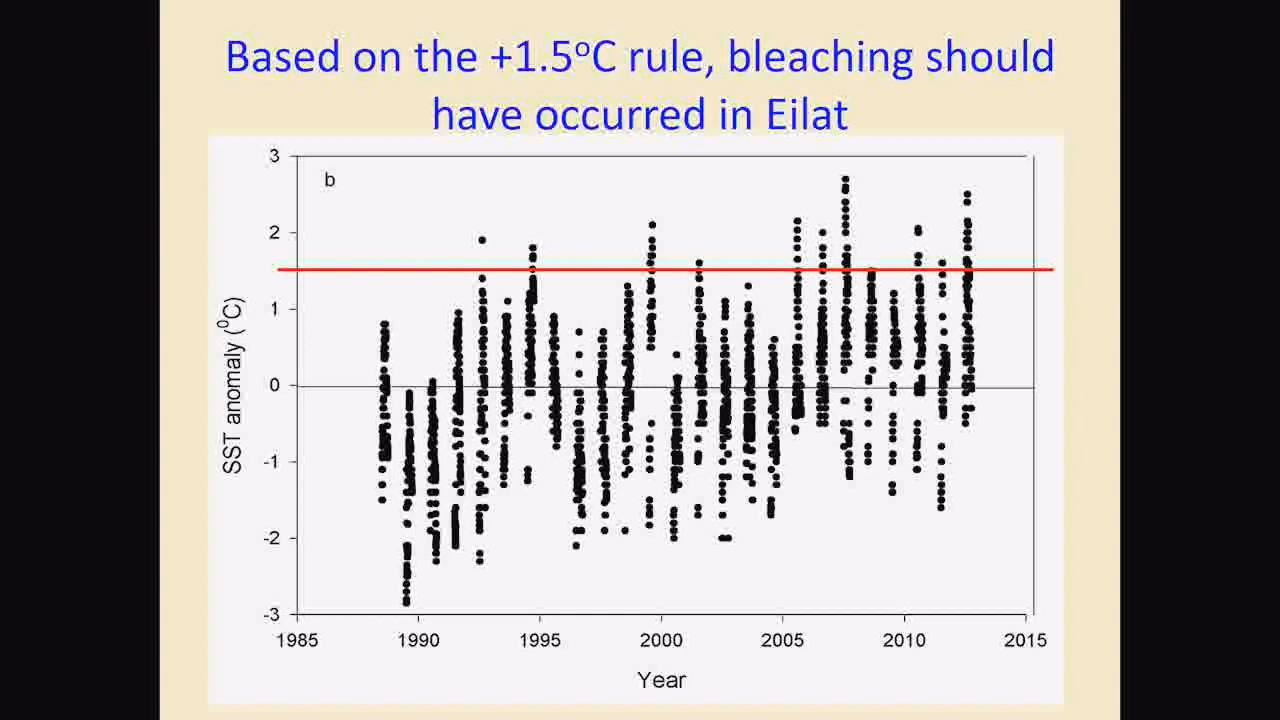 Based on the +1.5°C rule, bleaching should
have occurred in Eilat
b
3
2
1
0
-1
-2
-3
SST anomaly (⁰C)
1985 1990 1995 2000 2005 2010 2015
Year